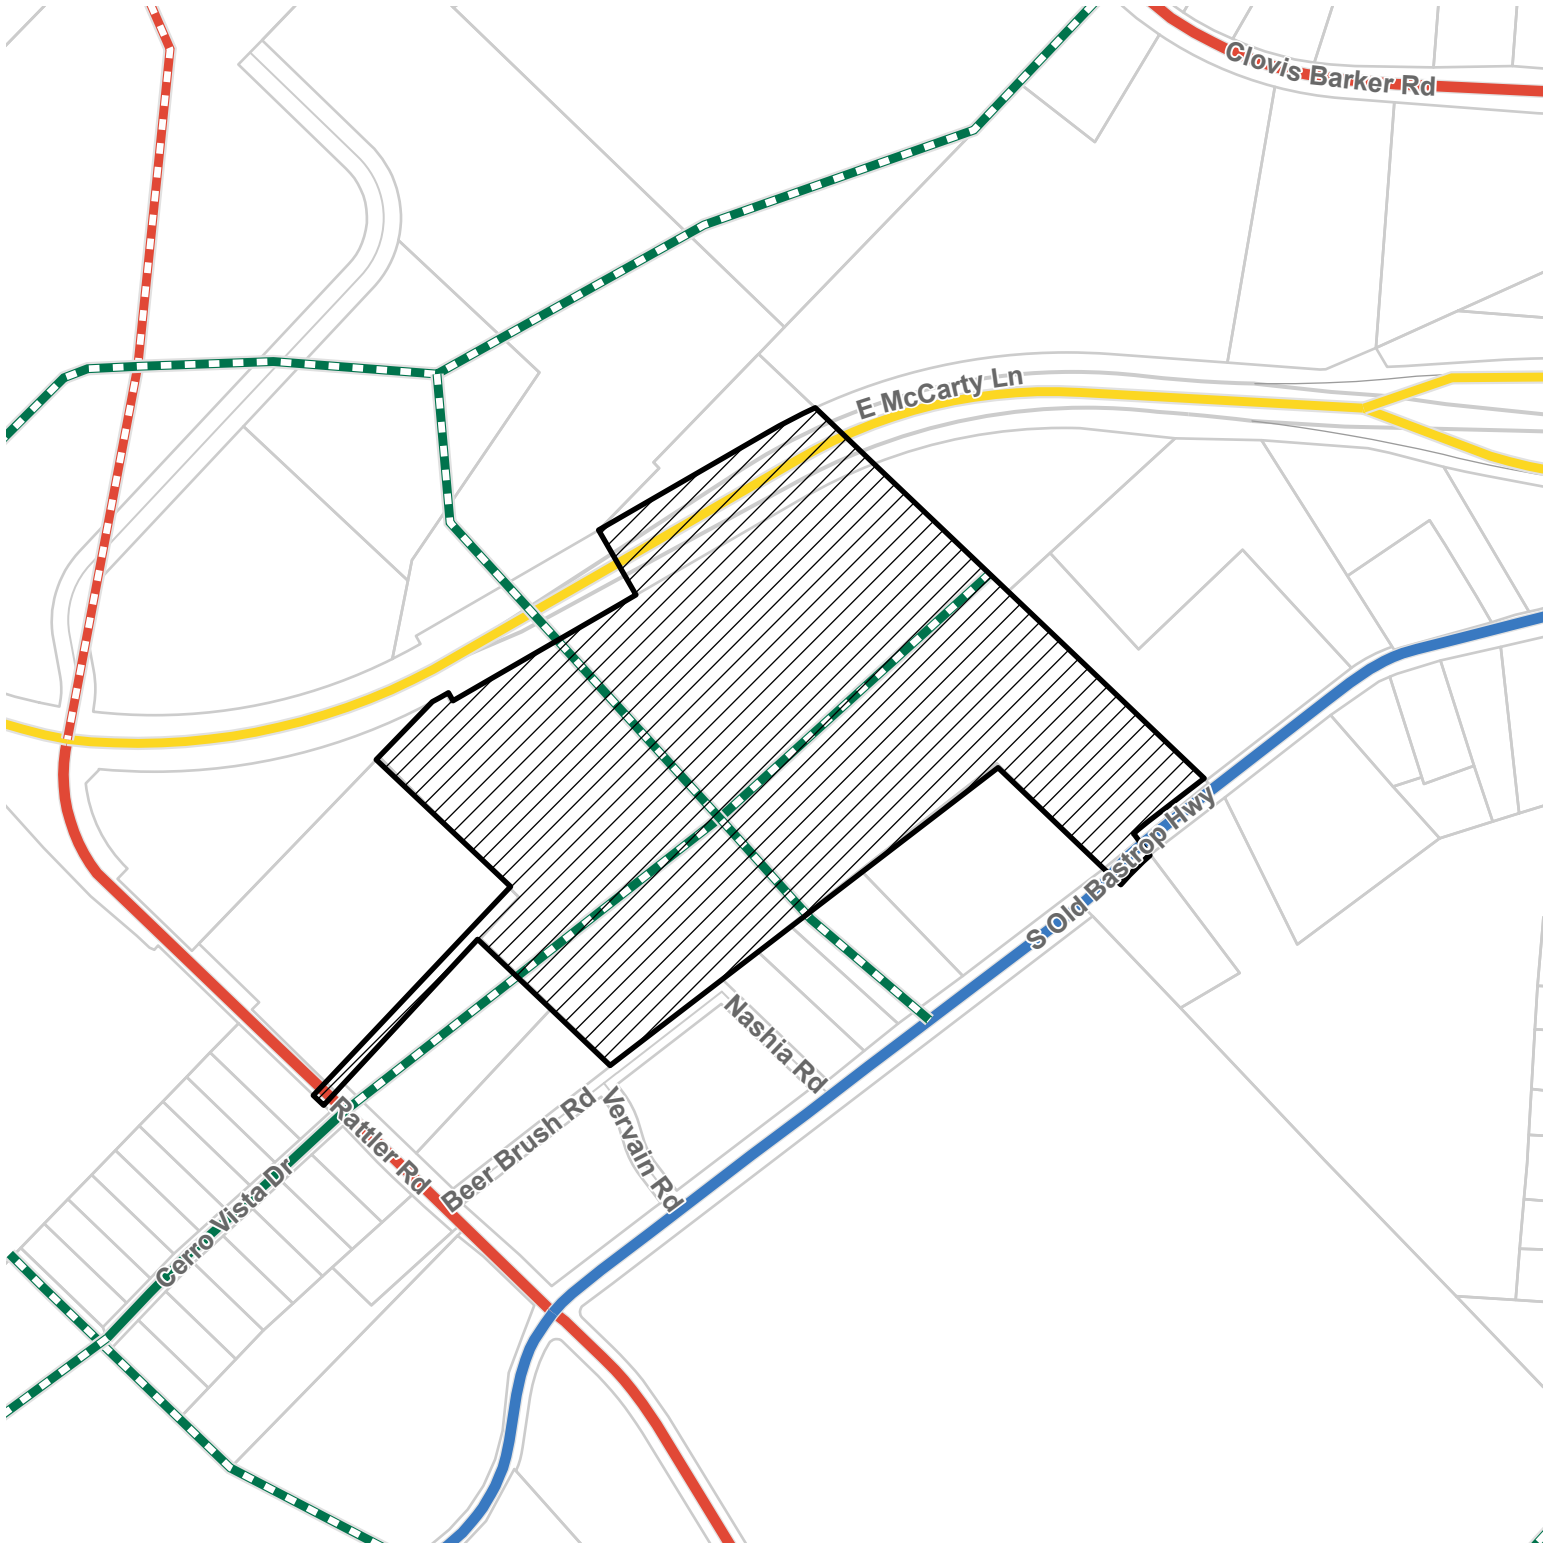 Clovis Barker Rd
E McCarty Ln
S Old Bastrop Hwy
Nashia Rd
Vervain Rd
Beer Brush Rd
Rattler Rd
Cerro Vista Dr